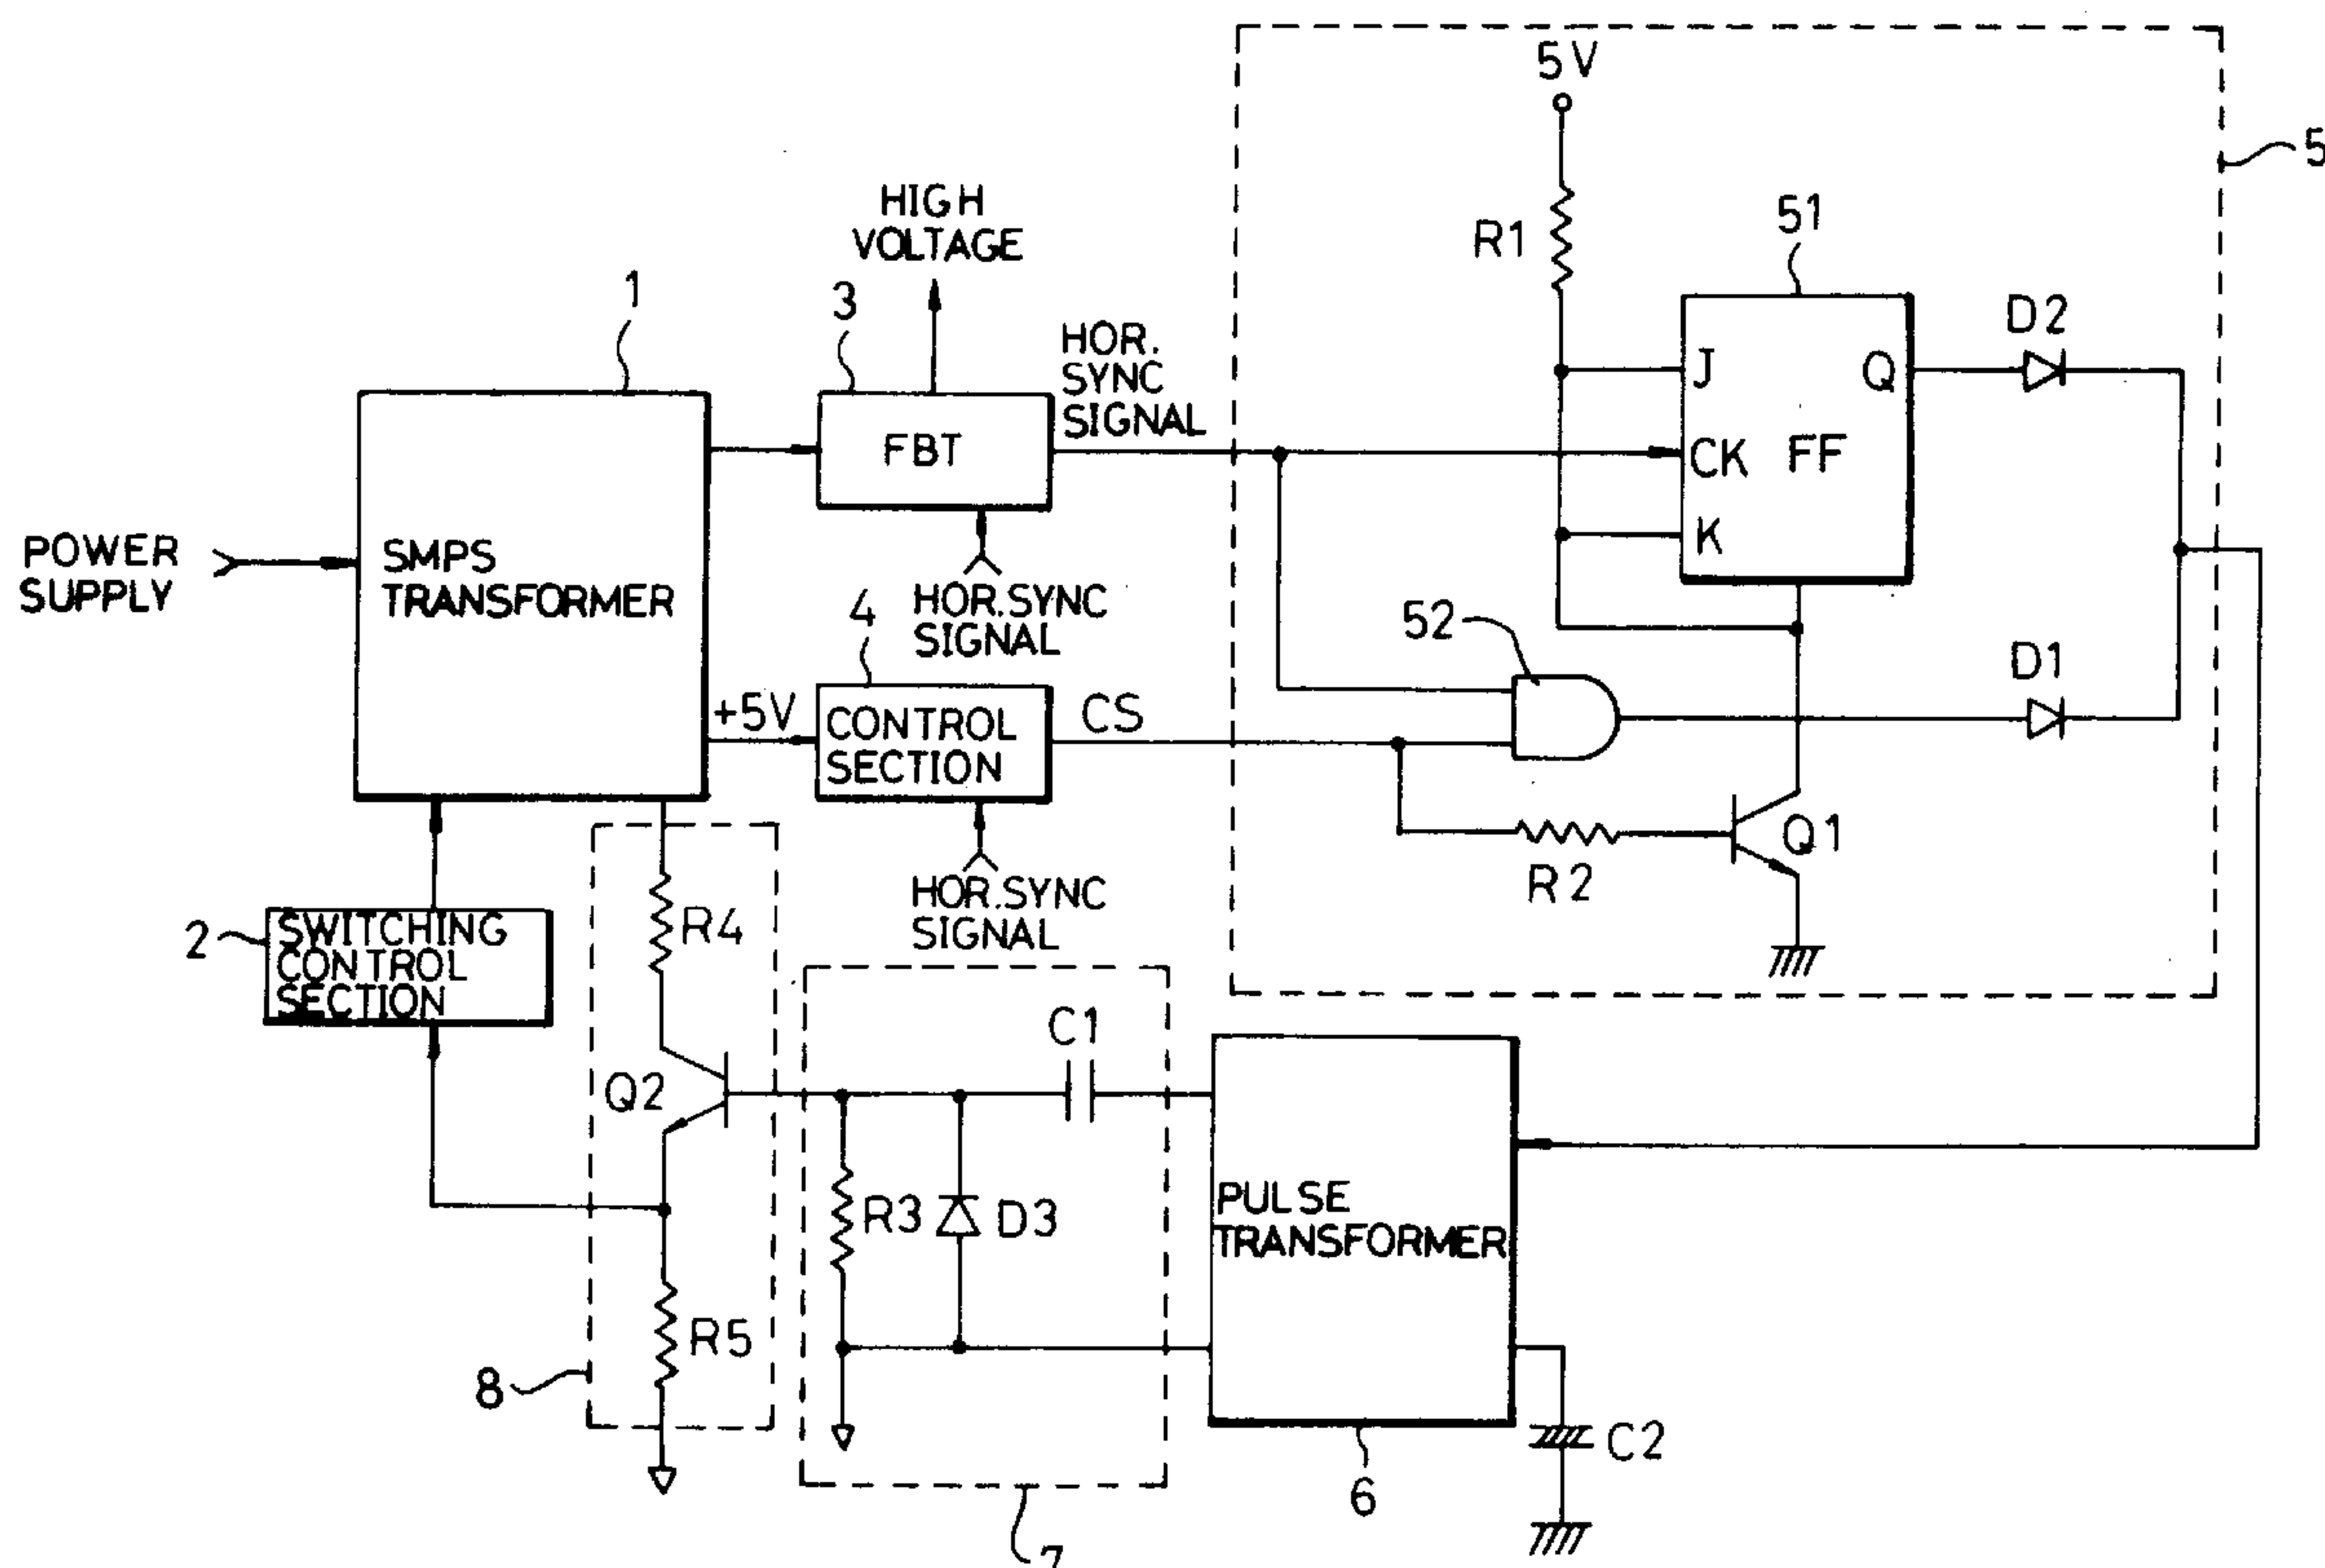 5V
5
R1
51
J
Q
CK
FF
K
D2
52
D1
Q1
R2
HIGH
VOLTAGE
1
3
HOR.
SYNC
SIGNAL
FBT
HOR.SYNC
SIGNAL
POWER
SUPPLY
SMPS
TRANSFORMER
4
+5V
CONTROL
SECTION
CS
HOR.SYNC
SIGNAL
2
SWITCHING
CONTROL
SECTION
R4
Q2
R5
8
C1
R3
D3
7
PULSE
TRANSFORMER
6
C2